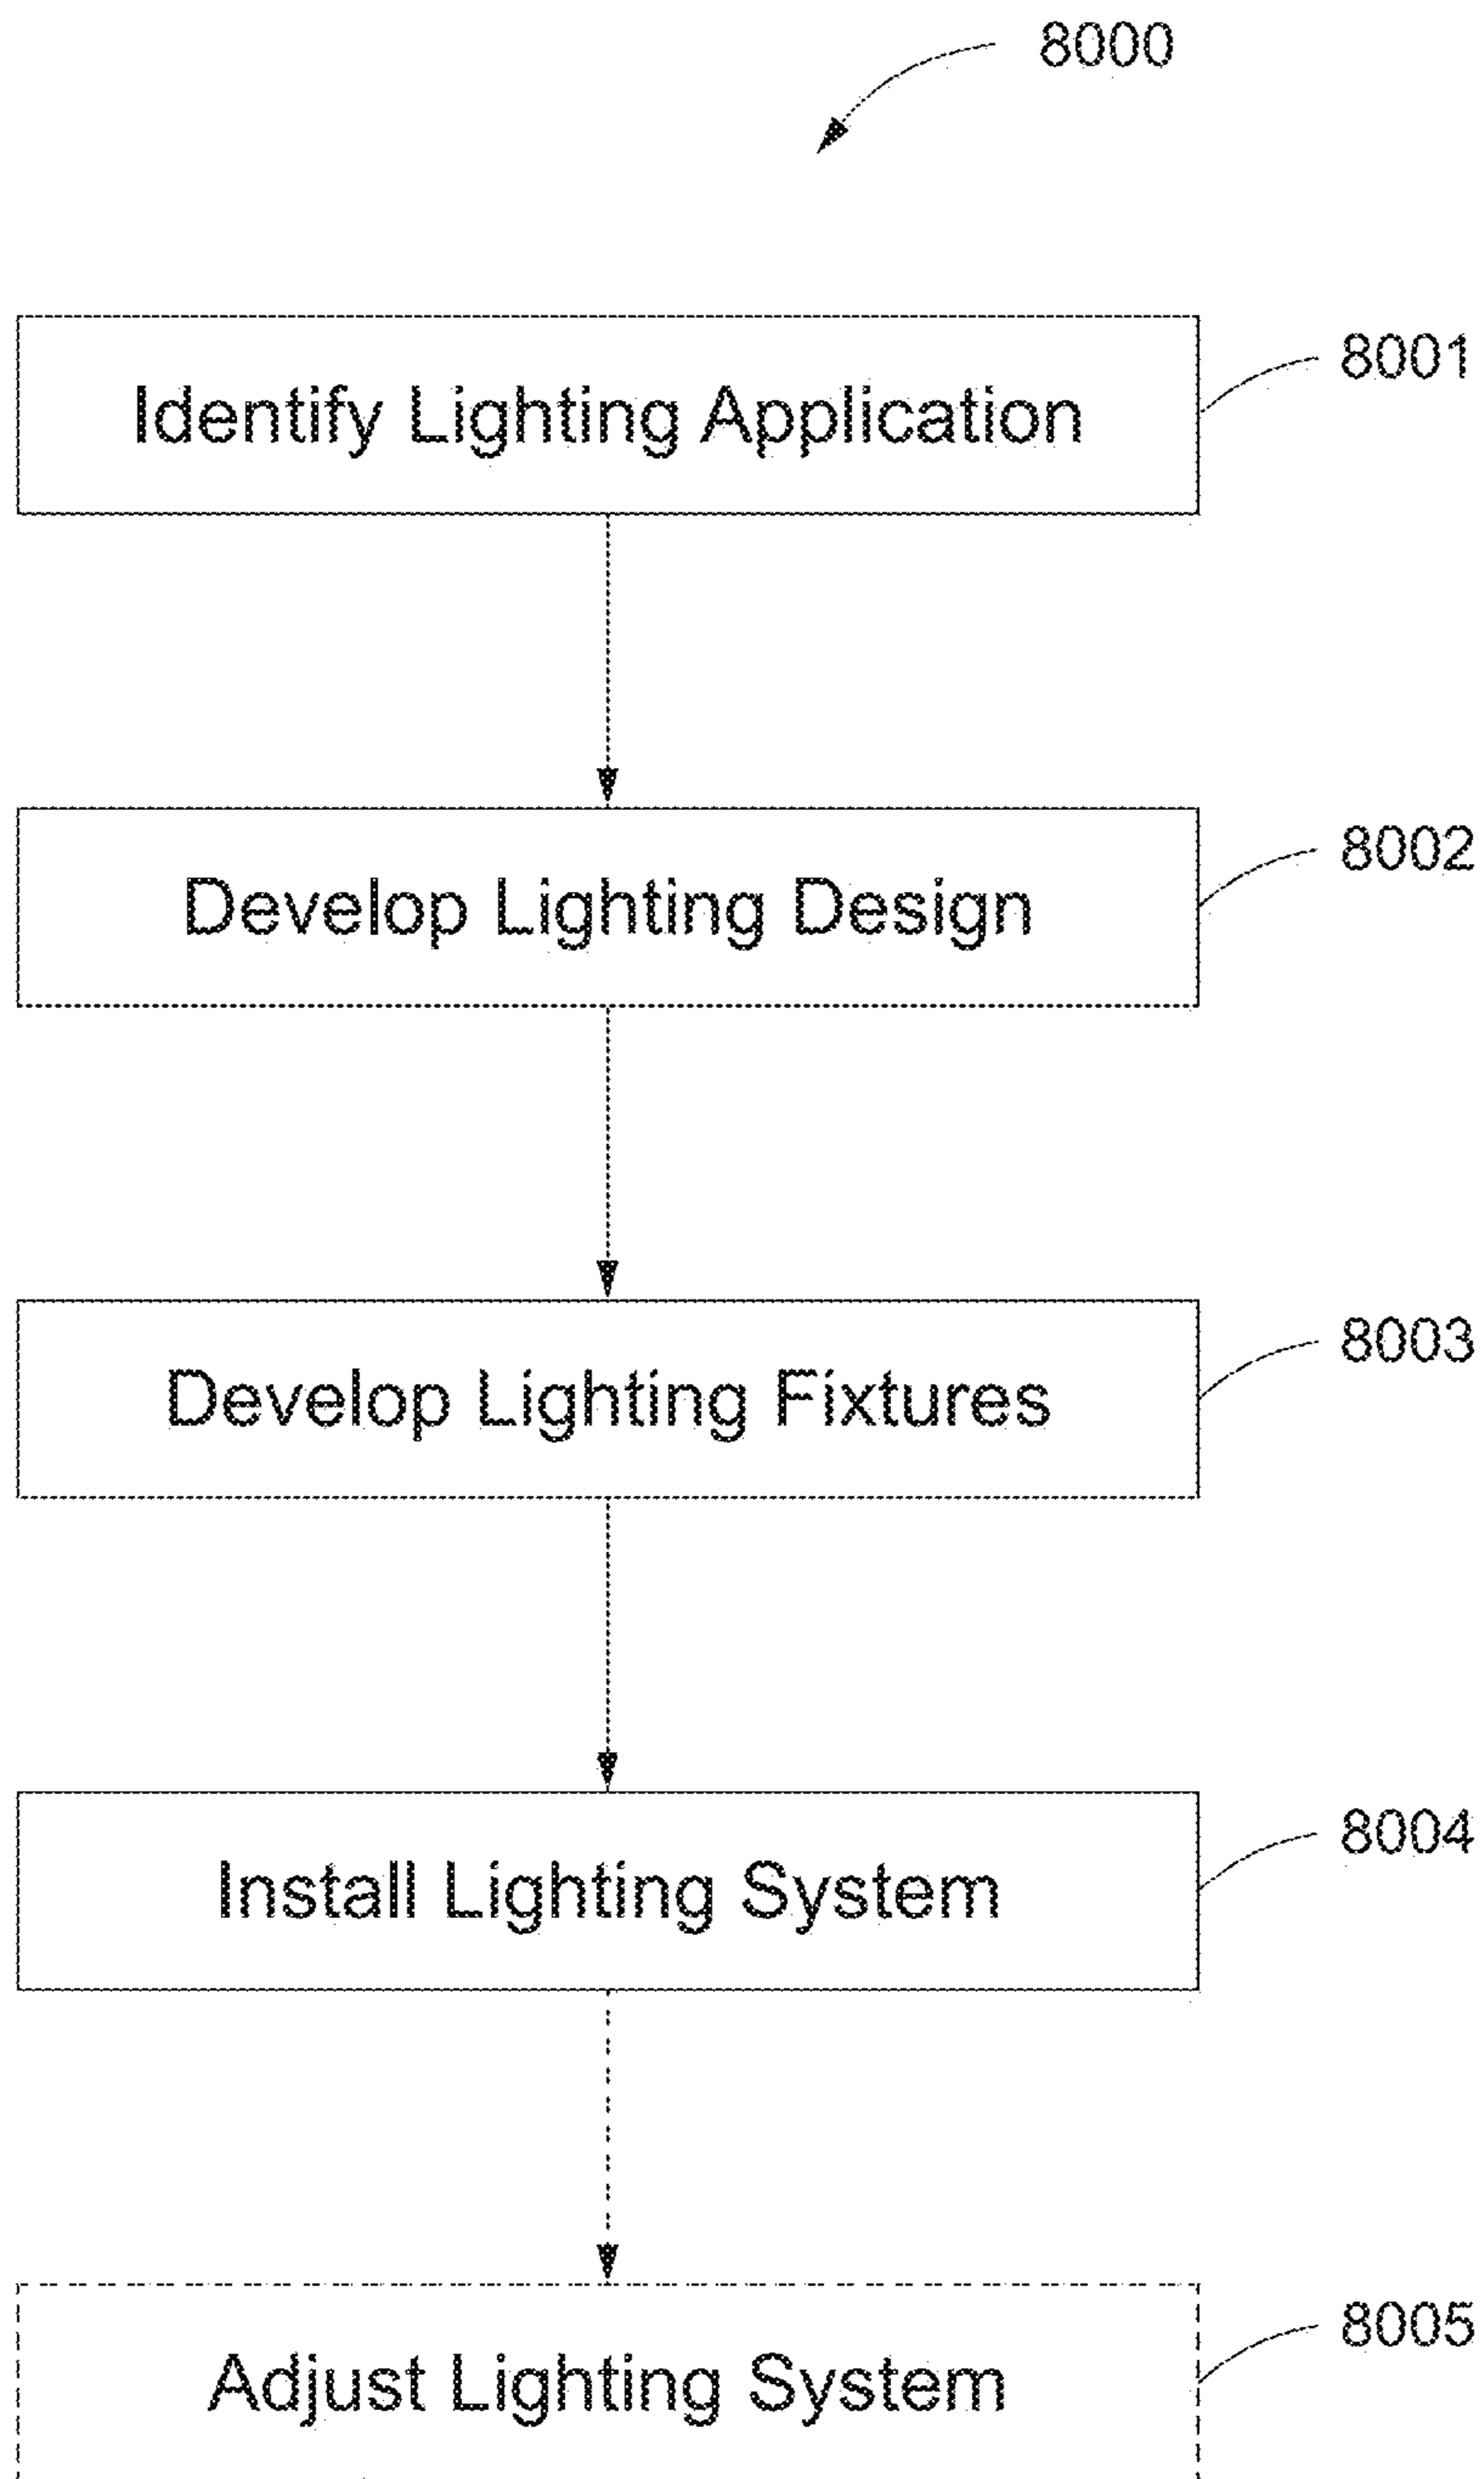 8000
Identify Lighting Application
8001
Develop Lighting Design
8002
Develop Lighting Fixtures
8003
Install Lighting System
8004
Adjust Lighting System
8005